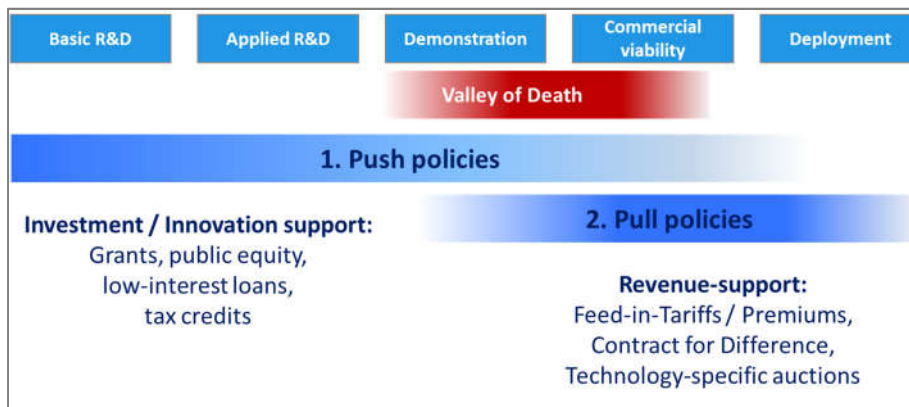 Basic R&D
Applied R&D
Demonstration
Commercial
viability
Deployment
Valley of Death
1. Push policies
2. Pull policies
Investment / Innovation support:
Grants, public equity,
low-interest loans,
tax credits
Revenue-support:
Feed-in-Tariffs / Premiums,
Contract for Difference,
Technology-specific auctions